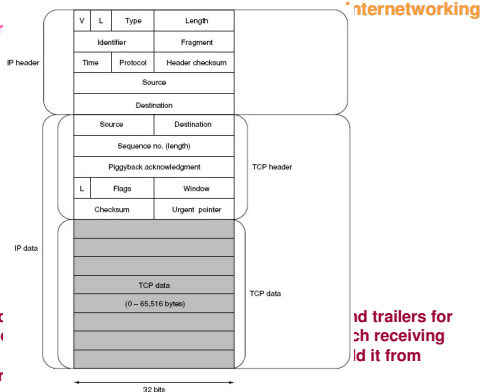 nternetworking
V L Type Length
Identifier Fragment
IP header
Time Protocol Header checksum
Source
Destination
Source Destination
Sequence no. (length)
Piggyback acknowledgment
TCP header
L Flags Window
Checksum Urgent pointer
IP data
TCP data
TCP data
(0 – 65,516 bytes)
nd trailers for
ch receiving
ld it from
32 bits